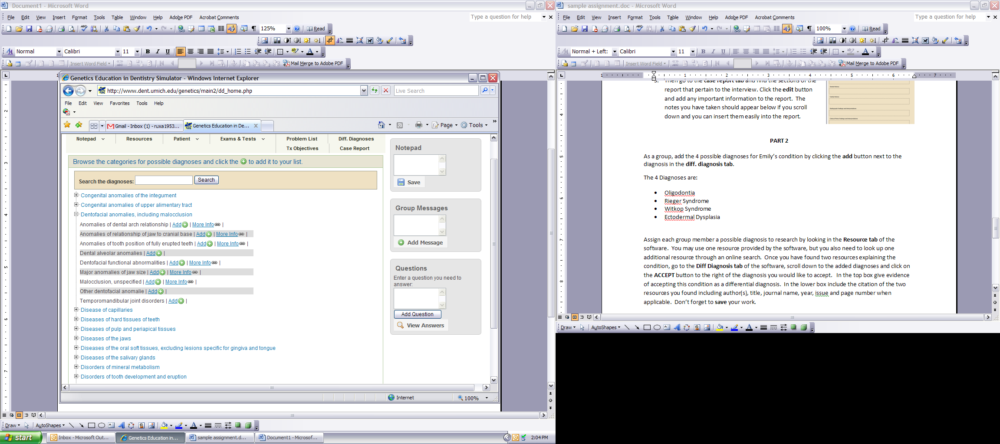 Document1 - Microsoft Word
File Edit View Insert Format Tools Table Window Help Adobe PDF Acrobat Comments
Type a question for help
125%
Read
Normal Calibri 11 B I U
Insert Word Field
Mail Merge to Adobe PDF
Genetics Education in Dentistry Simulator - Windows Internet Explorer
http://www.dent.umich.edu/genetics/main2/dd_home.php
Live Search
File Edit View Favorites Tools Help
Gmail - Inbox (1) - ruxa1953...
Genetics Education in De...
Page Tools
Notepad Resources Patient Exams & Tests Problem List Diff. Diagnoses
Tx Objectives Case Report
Browse the categories for possible diagnoses and click the to add it to your list.
Search the diagnoses: Search
Congenital anomalies of the integument
Congenital anomalies of upper alimentary tract
Dentofacial anomalies, including malocclusion
Anomalies of dental arch relationship | Add | More Info |
Anomalies of relationship of jaw to cranial base | Add | More Info |
Anomalies of tooth position of fully erupted teeth | Add | More Info |
Dental alveolar anomalies | Add |
Dentofacial functional abnormalities | Add | More Info |
Major anomalies of jaw size | Add | More Info |
Malocclusion, unspecified | Add | More Info |
Other dentofacial anomalie | Add |
Temporomandibular joint disorders | Add |
Disease of capillaries
Diseases of hard tissues of teeth
Diseases of pulp and periapical tissues
Diseases of the jaws
Diseases of the oral soft tissues, excluding lesions specific for gingiva and tongue
Diseases of the salivary glands
Disorders of mineral metabolism
Disorders of tooth development and eruption
Notepad
Save
Group Messages
Add Message
Questions
Enter a question you need to
answer:
Add Question
View Answers
Internet
100%
Draw AutoShapes
start
Inbox - Microsoft Out...
Genetics Education in...
sample assignment.d...
Document1 - Microsof...
2:04 PM
sample assignment.doc - Microsoft Word
File Edit View Insert Format Tools Table Window Help Adobe PDF Acrobat Comments
Type a question for help
100%
Read
Normal + Left: Calibri 11 B I U
Insert Word Field
Mail Merge to Adobe PDF
Then go to the case report tab and find the sections of the
report that pertain to the interview. Click the edit button
and add any important information to the report. The
notes you have taken should appear below if you scroll
down and you can insert them easily into the report.
PART 2
As a group, add the 4 possible diagnoses for Emily's condition by clicking the add button next to the
diagnosis in the diff. diagnosis tab.
The 4 Diagnoses are:
• Oligodontia
• Rieger Syndrome
• Witkop Syndrome
• Ectodermal Dysplasia
Assign each group member a possible diagnosis to research by looking in the Resource tab of the
software. You may use one resource provided by the software, but you also need to look up one
additional resource through an online search. Once you have found two resources explaining the
condition, go to the Diff Diagnosis tab of the software, scroll down to the added diagnoses and click on
the ACCEPT button to the right of the diagnosis you would like to accept. In the top box give evidence
of accepting this condition as a differential diagnosis. In the lower box include the citation of the two
resources you found including author(s), title, journal name, year, issue and page number when
applicable. Don't forget to save your work.
Draw AutoShapes